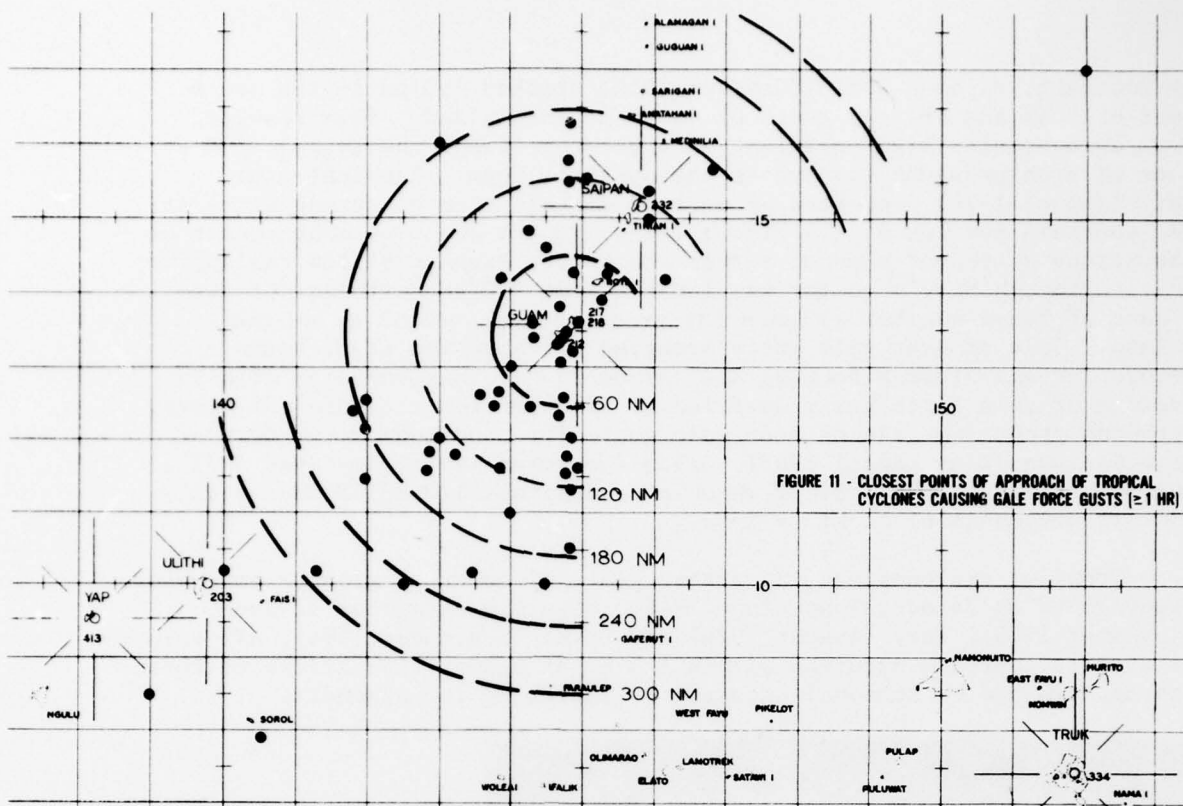 ALAMAGAN I
GUGUAN I
SARIGAN I
ANATAHAN I
MEDINILIA
SAIPAN
232
15
TINIAN I
ROTA I
GUAM
217
218
212
140
60 NM
150
FIGURE 11 - CLOSEST POINTS OF APPROACH OF TROPICAL
CYCLONES CAUSING GALE FORCE GUSTS (≥ 1 HR)
120 NM
180 NM
ULITHI
10
YAP
203
FAIS I
413
240 NM
GAFERUT I
NAMONUITO
EAST FAYU I
MURITO
NOMWIN
FARAULEP
300 NM
NGULU
SOROL
WEST FAYU
PIKELOT
TRUK
OLIMARAO
LAMOTREK
PULAP
ELATO
SATAWI I
PULUWAT
334
WOLEAI
IFALIK
NAMA I